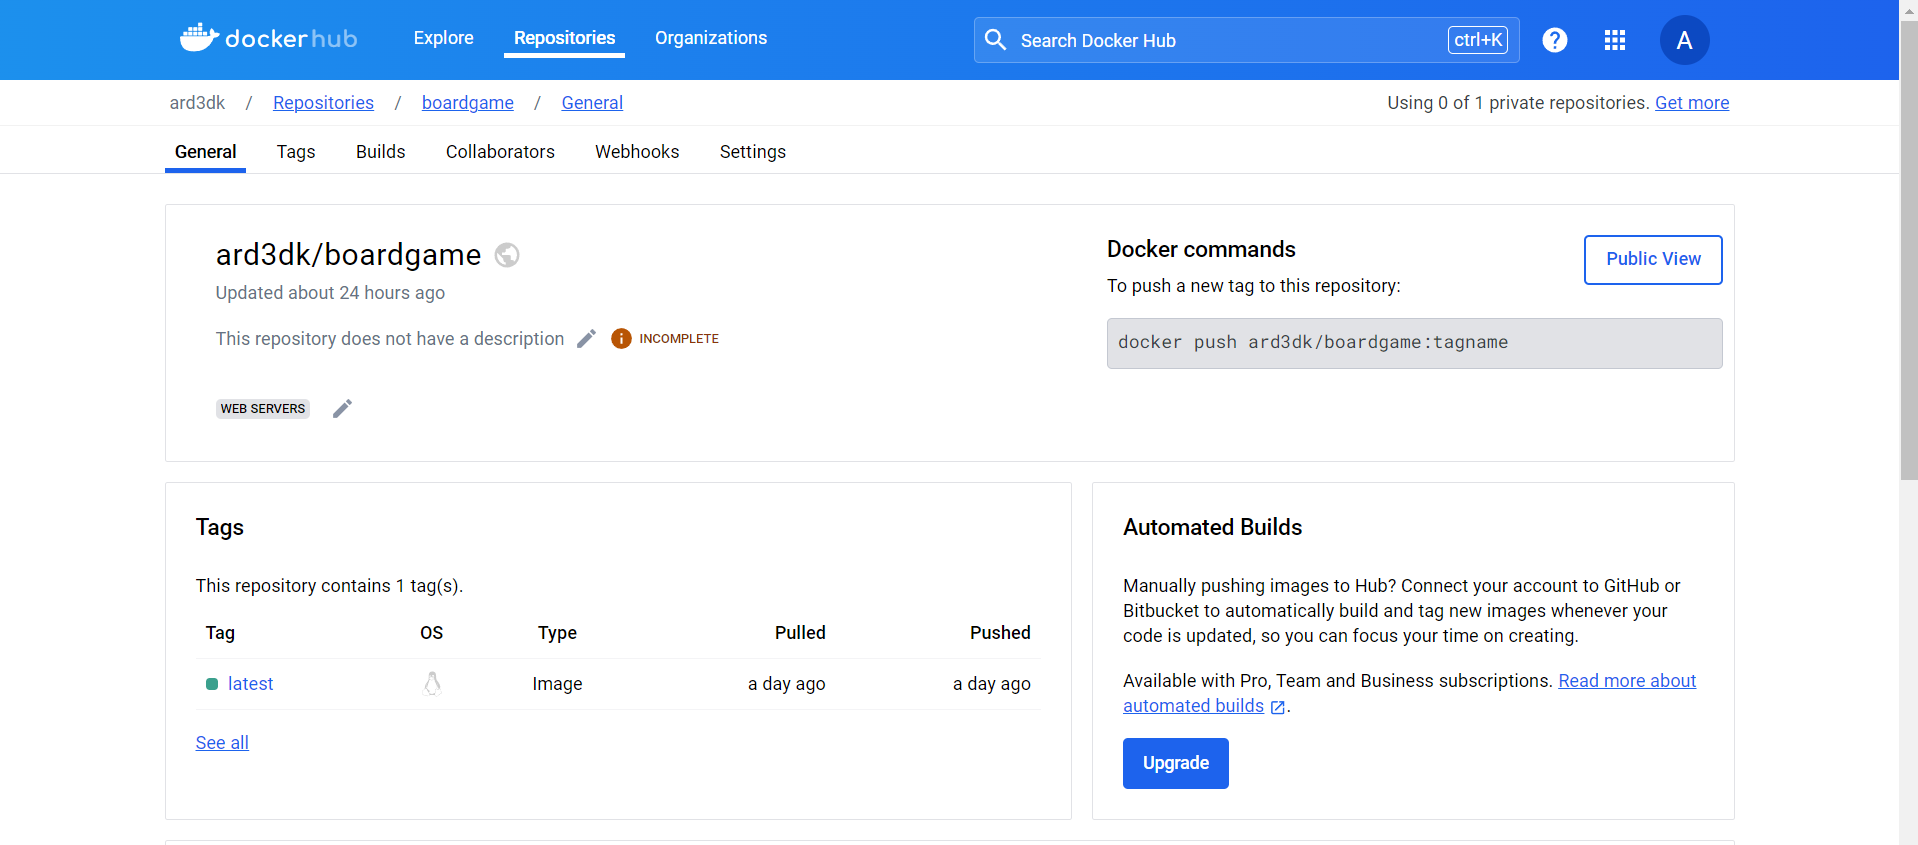 docker hub
Explore
Repositories
Organizations
Search Docker Hub
ctrl+K
?
A
ard3dk / Repositories / boardgame / General
Using 0 of 1 private repositories. Get more
General
Tags
Builds
Collaborators
Webhooks
Settings
ard3dk/boardgame
Updated about 24 hours ago
This repository does not have a description
INCOMPLETE
WEB SERVERS
Docker commands
To push a new tag to this repository:
Public View
docker push ard3dk/boardgame:tagname
Tags
This repository contains 1 tag(s).
Tag OS Type Pulled Pushed
latest Image a day ago a day ago
See all
Automated Builds
Manually pushing images to Hub? Connect your account to GitHub or
Bitbucket to automatically build and tag new images whenever your
code is updated, so you can focus your time on creating.
Available with Pro, Team and Business subscriptions. Read more about
automated builds .
Upgrade